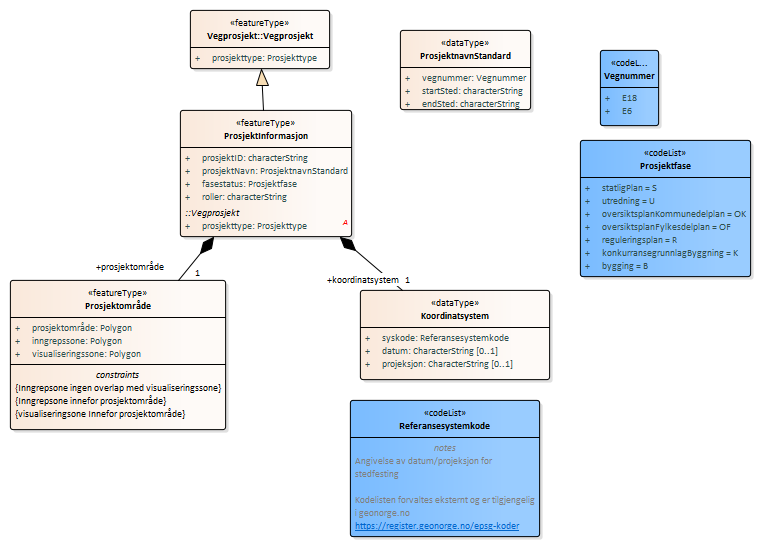 «featureType»
Vegprosjekt::Vegprosjekt
+ prosjekttype: Prosjekttype
«dataType»
ProsjektnavnStandard
+ vegnummer: Vegnummer
+ startSted: characterString
+ endSted: characterString
«codeL...
Vegnummer
+ E18
+ E6
«featureType»
ProsjektInformasjon
+ prosjektID: characterString
+ prosjektNavn: ProsjektnavnStandard
+ fasestatus: Prosjektfase
+ roller: characterString
::Vegprosjekt
+ prosjekttype: Prosjekttype
A
«codeList»
Prosjektfase
+ statligPlan = S
+ utredning = U
+ oversiktsplanKommunedelplan = OK
+ oversiktsplanFylkesdelplan = OF
+ reguleringsplan = R
+ konkurransegrunnlagByggning = K
+ bygging = B
+prosjektområde
1
+koordinatsystem 1
«featureType»
Prosjektområde
+ prosjektområde: Polygon
+ inngrepssone: Polygon
+ visualiseringssone: Polygon
constraints
{Inngrepsone ingen overlap med visualiseringssone}
{Inngrepsone innefor prosjektområde}
{visualiseringsone Innefor prosjektområde}
«dataType»
Koordinatsystem
+ syskode: Referansesystemkode
+ datum: CharacterString [0..1]
+ projeksjon: CharacterString [0..1]
«codeList»
Referansesystemkode
notes
Angivelse av datum/projeksjon for
stedfesting
Kodelisten forvaltes eksternt og er tilgjengelig
i geonorge.no
https://register.geonorge.no/epsg-koder